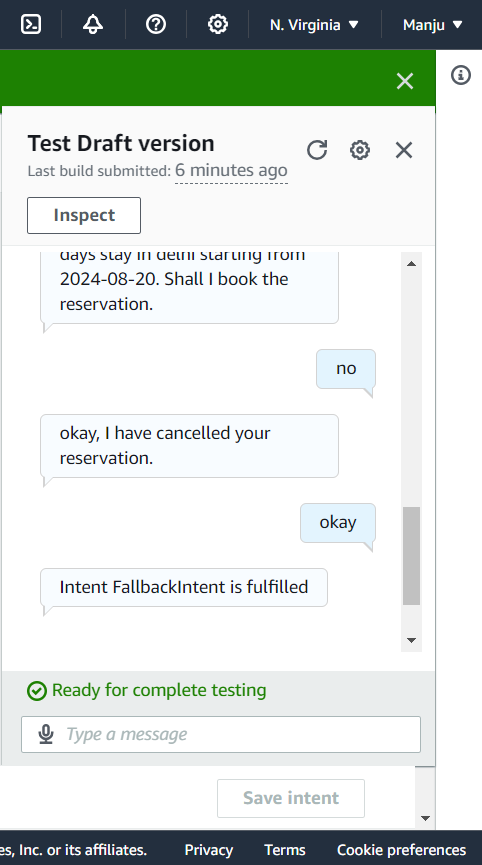 N. Virginia
Manju
Test Draft version
Last build submitted: 6 minutes ago
Inspect
days stay in delhi starting from
2024-08-20. Shall I book the
reservation.
no
okay, I have cancelled your
reservation.
okay
Intent FallbackIntent is fulfilled
Ready for complete testing
Type a message
Save intent
es, Inc. or its affiliates.
Privacy
Terms
Cookie preferences